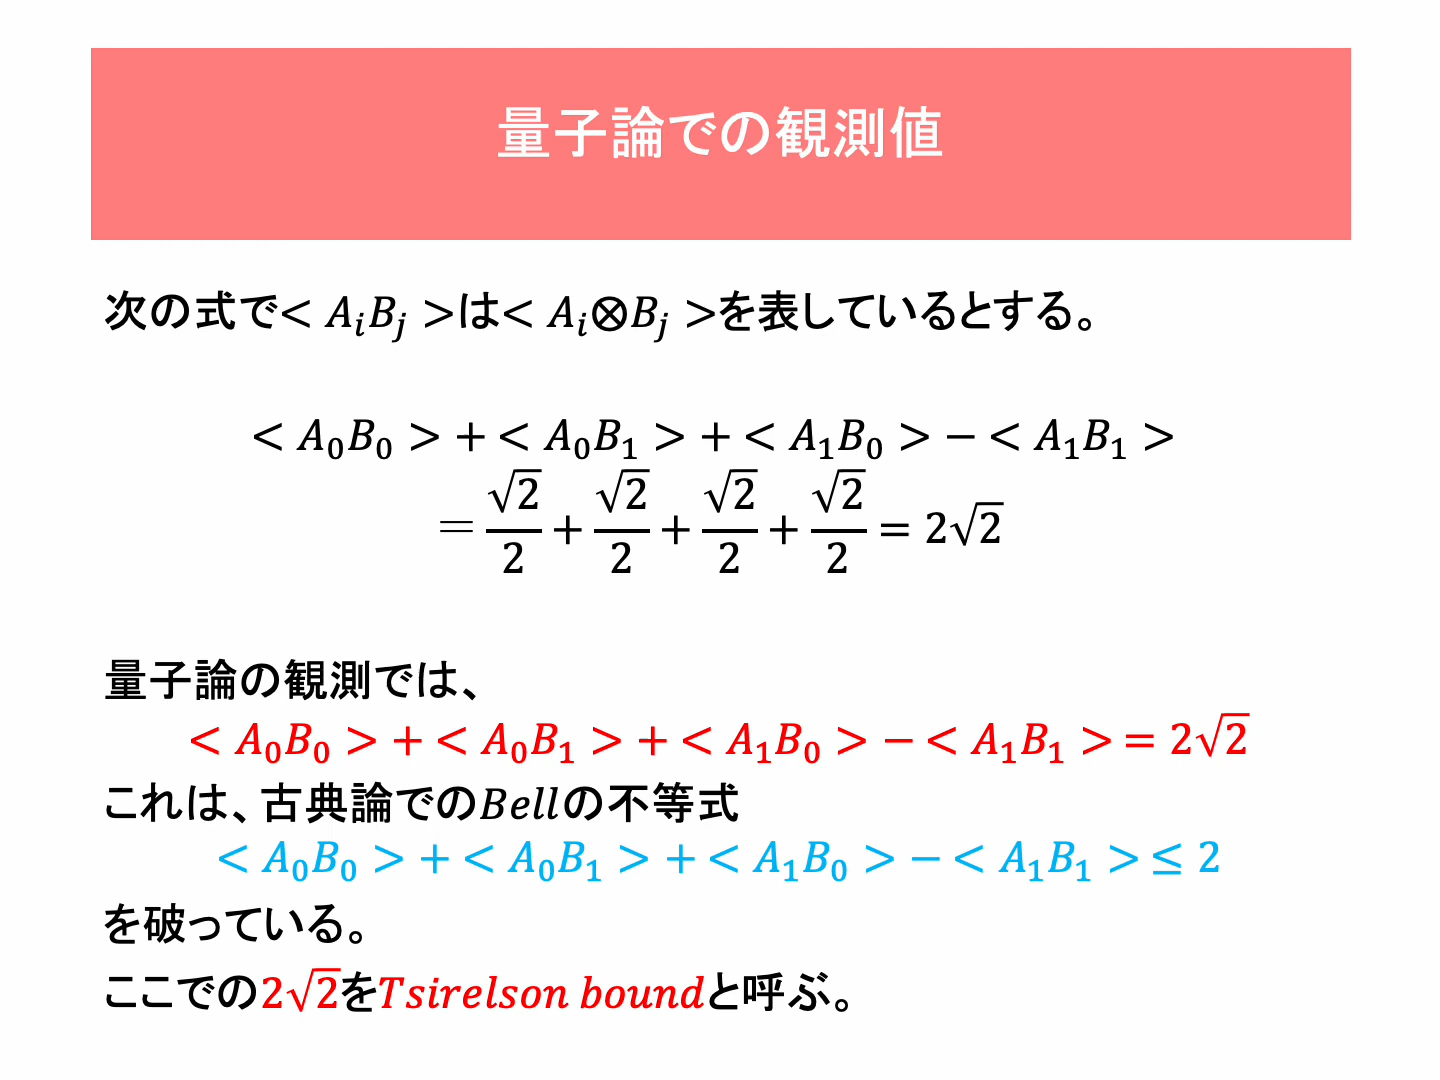 量子論での観測値
次の式で< A_iB_j >は< A_i⊗B_j >を表しているとする。
< A_0B_0 > + < A_0B_1 > + < A_1B_0 > − < A_1B_1 >
= √2/2 + √2/2 + √2/2 + √2/2 = 2√2
量子論の観測では、
< A_0B_0 > + < A_0B_1 > + < A_1B_0 > − < A_1B_1 > = 2√2
これは、古典論でのBellの不等式
< A_0B_0 > + < A_0B_1 > + < A_1B_0 > − < A_1B_1 > ≤ 2
を破っている。
ここでの2√2をTsirelson boundと呼ぶ。